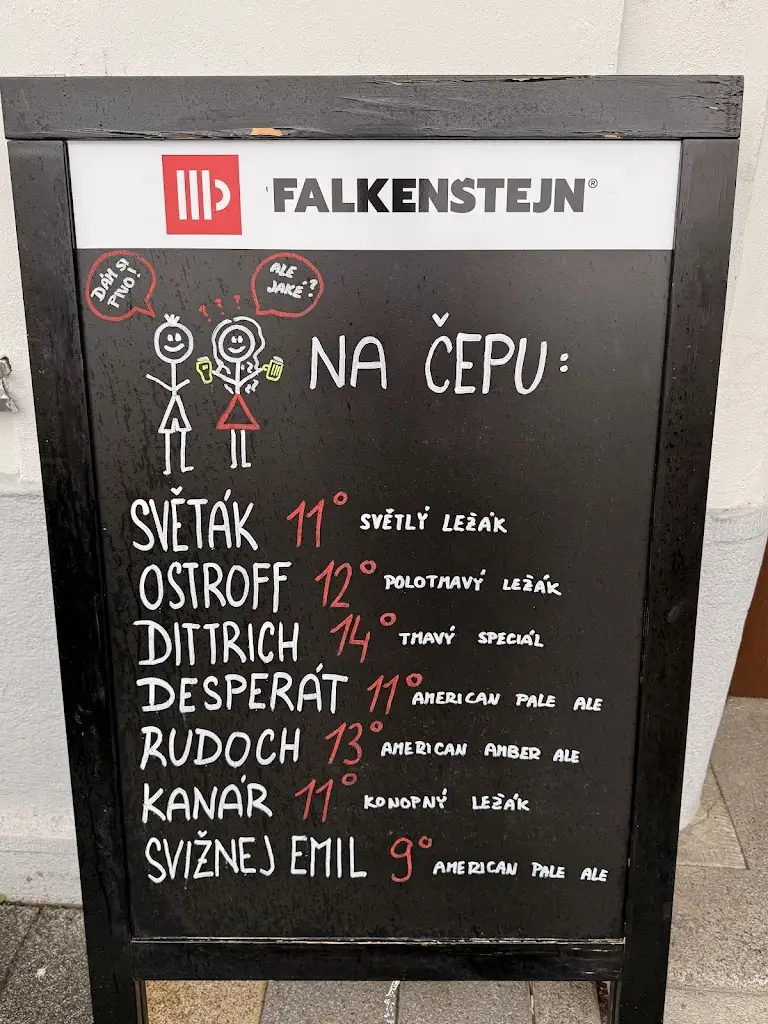 FALKENŠTEJN®
DÁM SI
PIVO!
ALE
JAKÉ?
???
NA ČEPU:
SVĚTÁK 11° SVĚTLÝ LEŽÁK
OSTROFF 12° POLOTMAVÝ LEŽÁK
DITTRICH 14° TMAVÝ SPECIÁL
DESPERÁT 11° AMERICAN PALE ALE
RUDOCH 13° AMERICAN AMBER ALE
KANÁR 11° KONOPNÝ LEŽÁK
SVIŽNEJ EMIL 9° AMERICAN PALE ALE